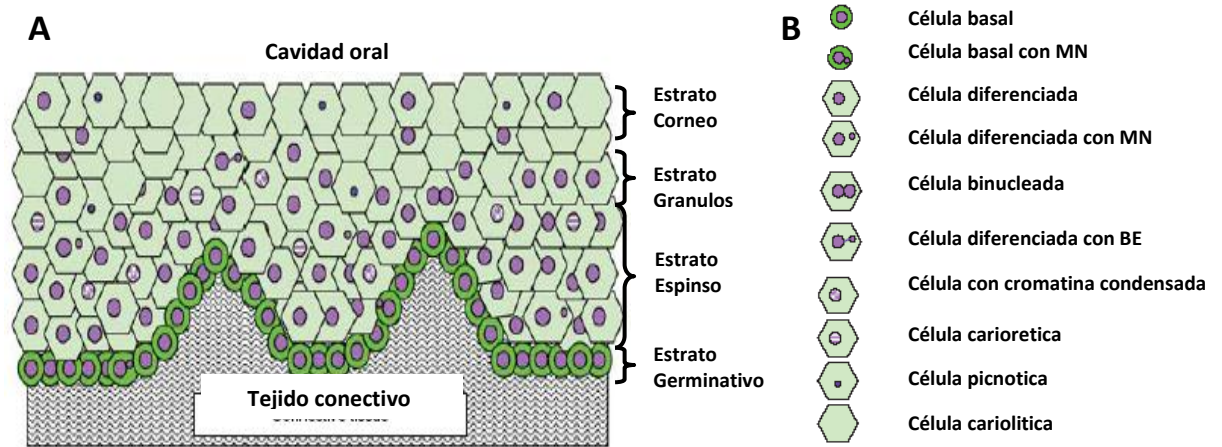 A
Cavidad oral
Estrato
Corneo
Estrato
Granulos
Estrato
Espinso
Estrato
Germinativo
Tejido conectivo
B
Célula basal
Célula basal con MN
Célula diferenciada
Célula diferenciada con MN
Célula binucleada
Célula diferenciada con BE
Célula con cromatina condensada
Célula carioretica
Célula picnotica
Célula cariolitica